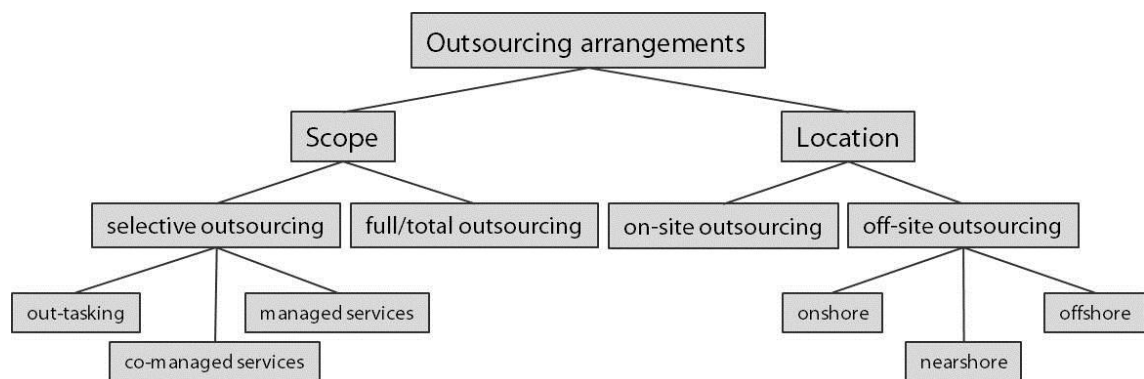 Outsourcing arrangements
Scope
Location
selective outsourcing
full/total outsourcing
on-site outsourcing
off-site outsourcing
out-tasking
managed services
onshore
offshore
co-managed services
nearshore